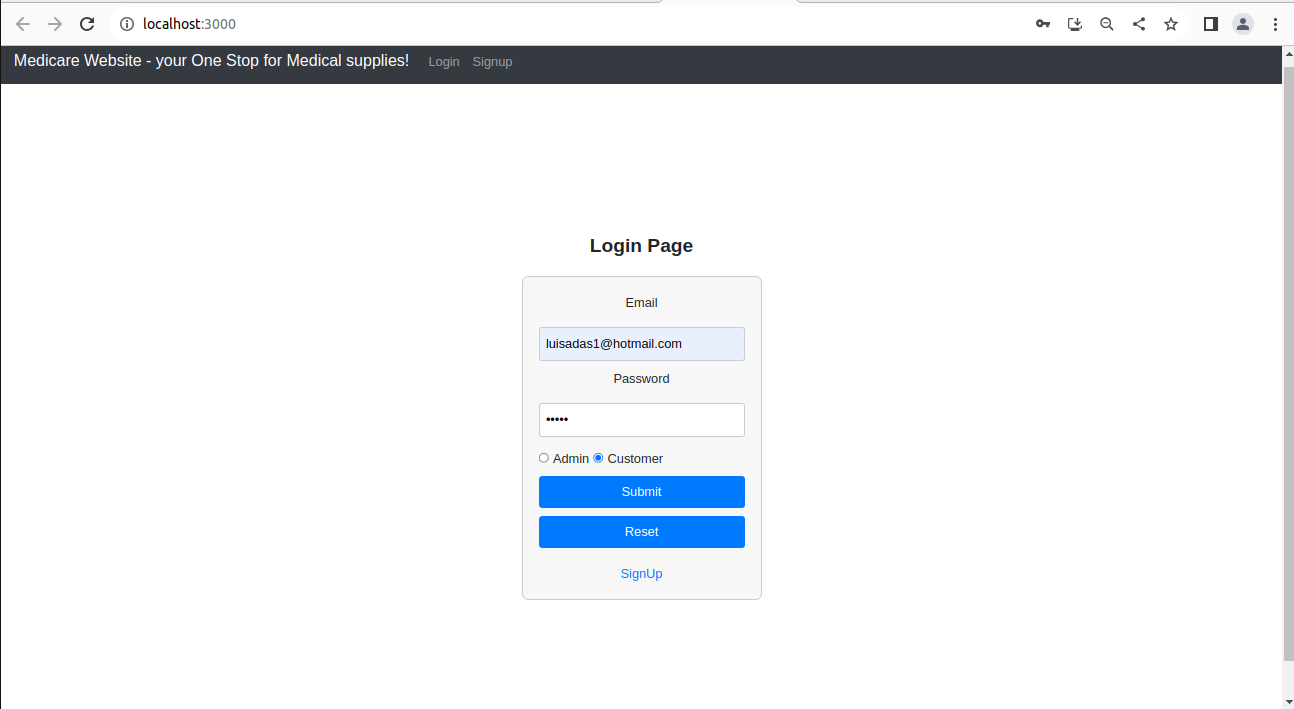 localhost:3000
Medicare Website - your One Stop for Medical supplies! Login Signup
Login Page
Email
luisadas1@hotmail.com
Password
•••••
Admin Customer
Submit
Reset
SignUp